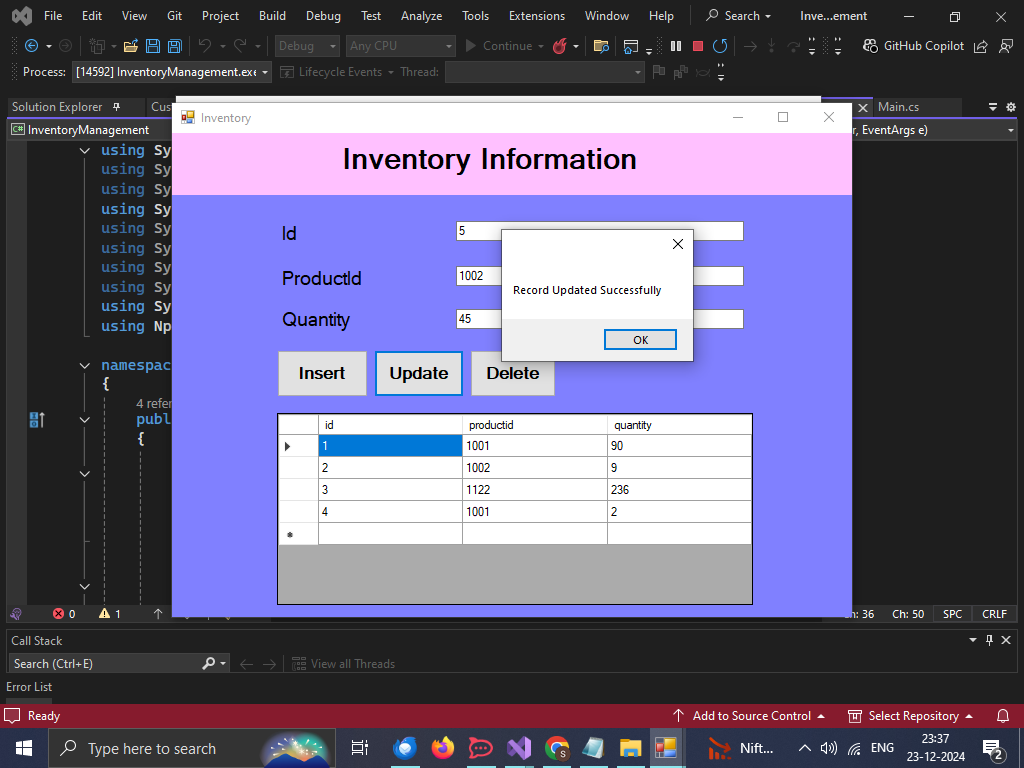 File Edit View Git Project Build Debug Test Analyze Tools Extensions Window Help Search Inve...ement
Debug Any CPU Continue GitHub Copilot
Process: [14592] InventoryManagement.exe Lifecycle Events Thread:
Solution Explorer Cus Main.cs
C# InventoryManagement r, EventArgs e)
Inventory
Inventory Information
using Sy
using Sy
using Sy
using Sy
using Sy
using Sy
using Sy
using Sy
using Sy
using Np
namespac
{
4 refer
publ
{
Id 5
ProductId 1002
Quantity 45
Record Updated Successfully
OK
Insert Update Delete
id productid quantity
1 1001 90
2 1002 9
3 1122 236
4 1001 2
0 1 Ln: 36 Ch: 50 SPC CRLF
Call Stack
Search (Ctrl+E) View all Threads
Error List
Ready Add to Source Control Select Repository
Type here to search Nift... ENG 23:37
23-12-2024 2